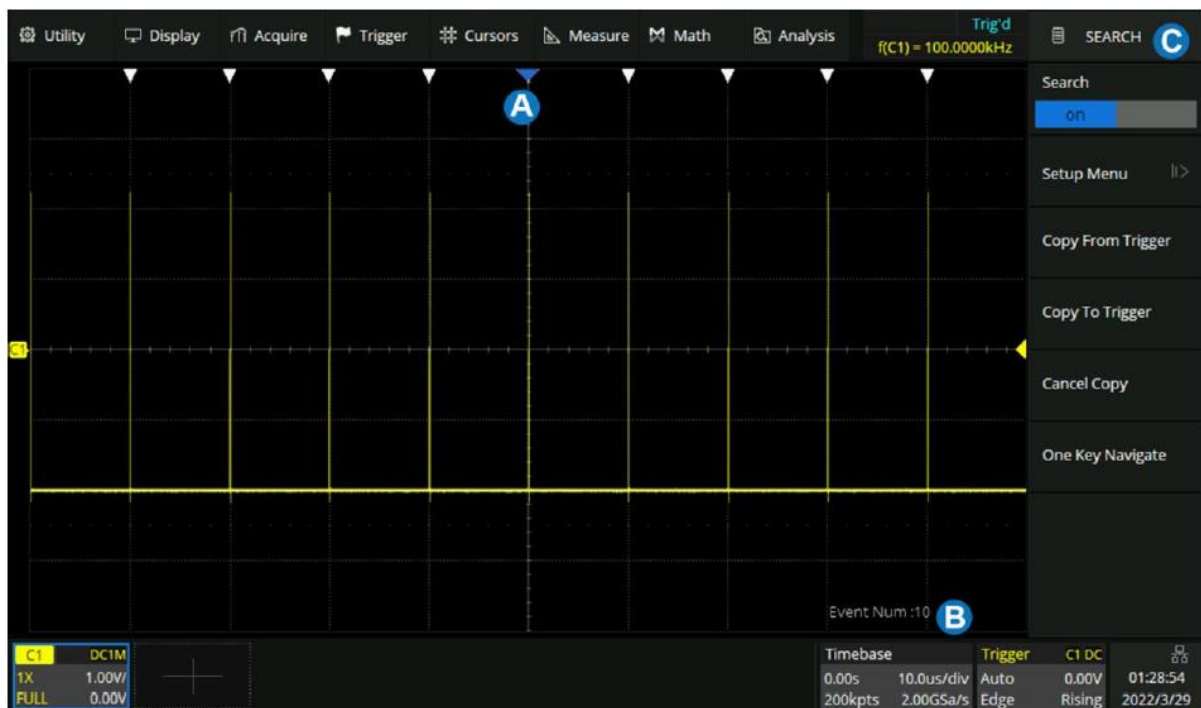 Utility Display Acquire Trigger Cursors Measure Math Analysis Trig'd SEARCH C
f(C1) = 100.0000kHz
Search
on
A
Setup Menu
Copy From Trigger
Copy To Trigger
C1
Cancel Copy
One Key Navigate
Event Num :10 B
C1 DC1M Timebase Trigger C1 DC
1X 1.00V/ 0.00s 10.0us/div Auto 0.00V 01:28:54
FULL 0.00V 200kpts 2.00GSa/s Edge Rising 2022/3/29